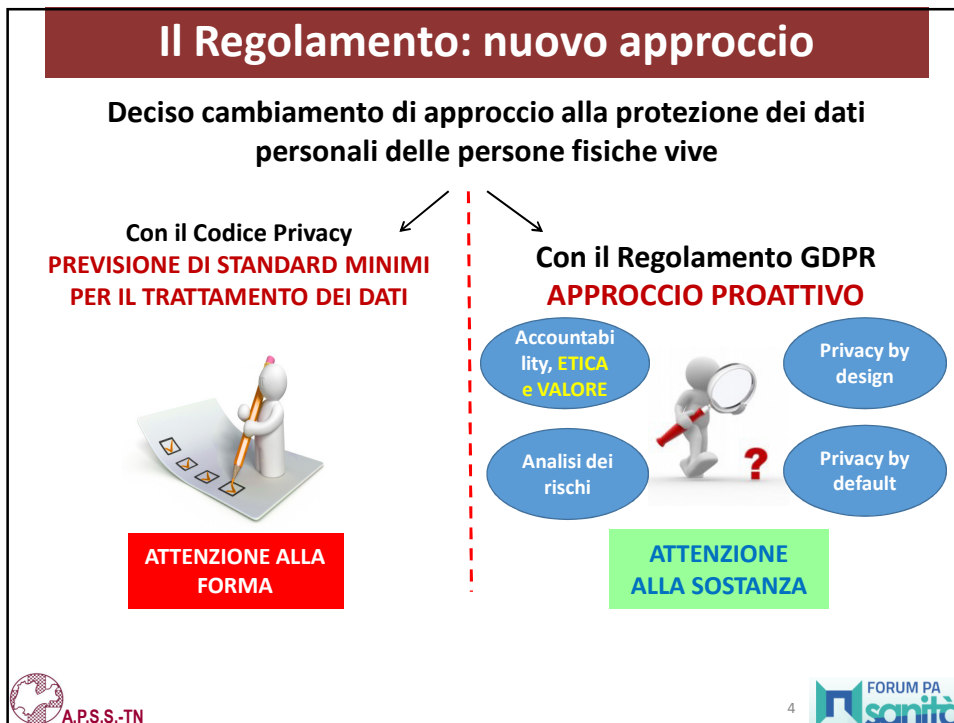 Il Regolamento: nuovo approccio
Deciso cambiamento di approccio alla protezione dei dati
personali delle persone fisiche vive
Con il Codice Privacy
PREVISIONE DI STANDARD MINIMI
PER IL TRATTAMENTO DEI DATI
ATTENZIONE ALLA
FORMA
Con il Regolamento GDPR
APPROCCIO PROATTIVO
Accountabi
lity, ETICA
e VALORE
Privacy by
design
Analisi dei
rischi
?
Privacy by
default
ATTENZIONE
ALLA SOSTANZA
A.P.S.S.-TN
4
FORUM PA
sanità